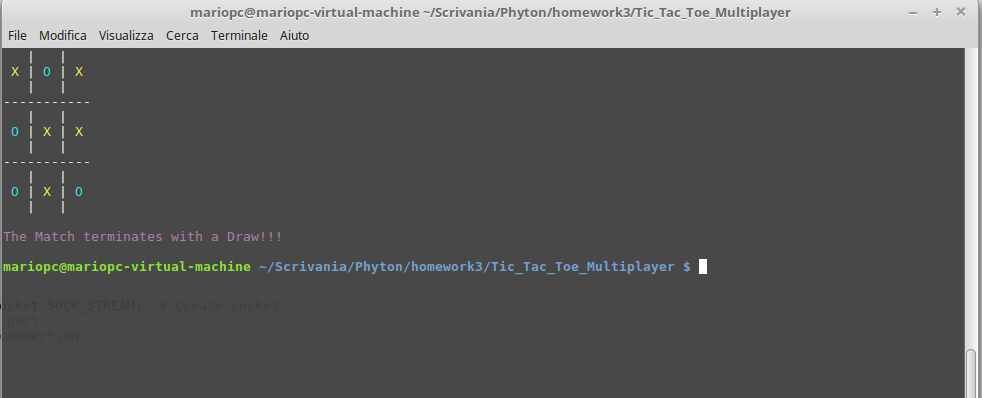 mariopc@mariopc-virtual-machine ~/Scrivania/Phyton/homework3/Tic_Tac_Toe_Multiplayer
File Modifica Visualizza Cerca Terminale Aiuto
| |
X | O | X
| |
-----------
| |
O | X | X
| |
-----------
| |
O | X | O
| |
The Match terminates with a Draw!!!
mariopc@mariopc-virtual-machine ~/Scrivania/Phyton/homework3/Tic_Tac_Toe_Multiplayer $
ocket.SOCK_STREAM) # Create socket
port
connection.